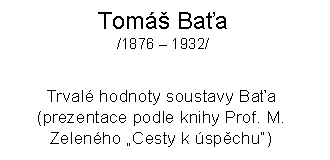 Tomáš Baťa
/1876 – 1932/
Trvalé hodnoty soustavy Baťa
(prezentace podle knihy Prof. M.
Zeleného „Cesty k úspěchu“)